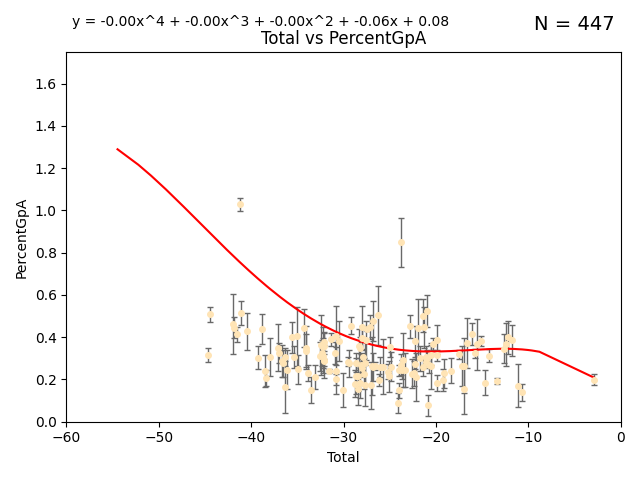 y = -0.00x^4 + -0.00x^3 + -0.00x^2 + -0.06x + 0.08
N = 447
Total vs PercentGpA
1.6
1.4
1.2
1.0
0.8
0.6
0.4
0.2
0.0
PercentGpA
−60 −50 −40 −30 −20 −10 0
Total